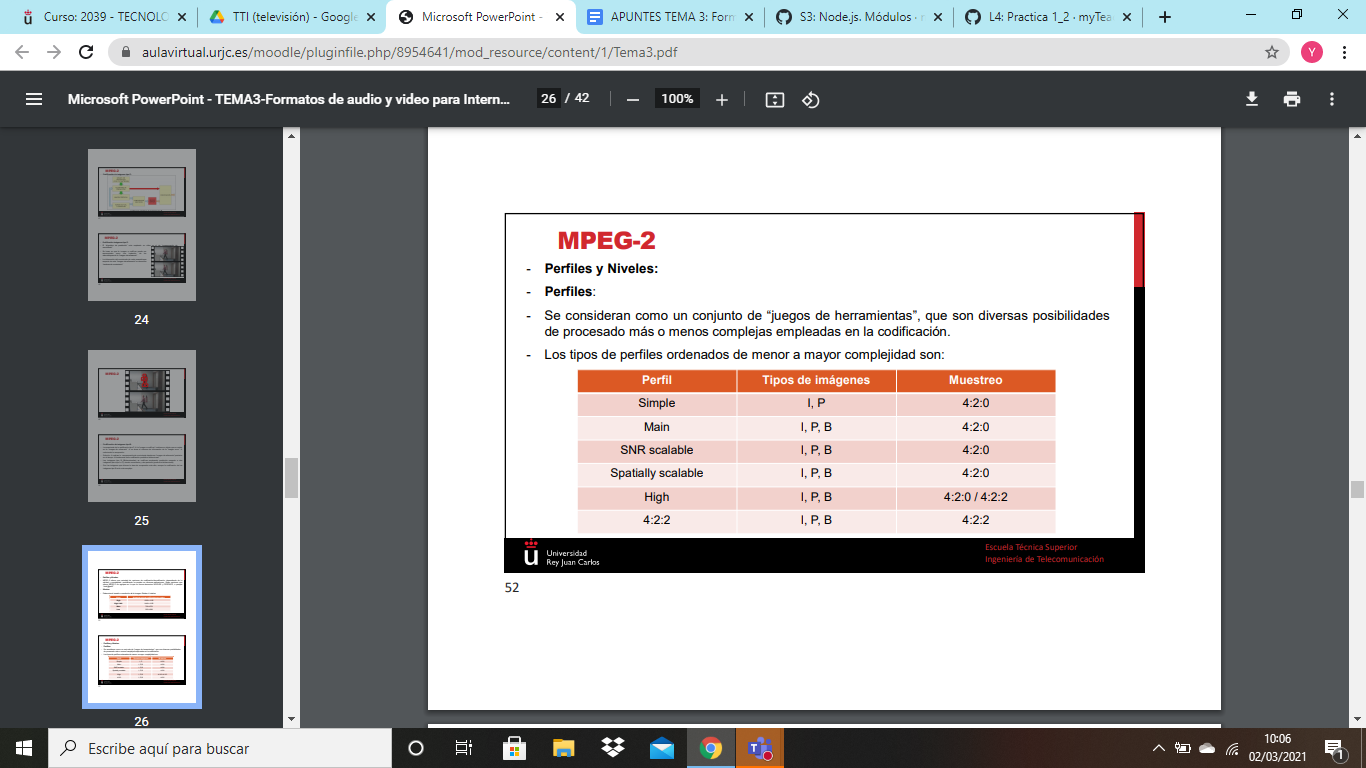 Curso: 2039 - TECNOLO
TTI (televisión) - Google
Microsoft PowerPoint -
APUNTES TEMA 3: Form
S3: Node.js. Módulos · m
L4: Practica 1_2 · myTea
aulavirtual.urjc.es/moodle/pluginfile.php/8954641/mod_resource/content/1/Tema3.pdf
Y
Microsoft PowerPoint - TEMA3-Formatos de audio y video para Intern...
26 / 42
100%
24
25
26
MPEG-2
- Perfiles y Niveles:
- Perfiles:
- Se consideran como un conjunto de “juegos de herramientas”, que son diversas posibilidades
de procesado más o menos complejas empleadas en la codificación.
- Los tipos de perfiles ordenados de menor a mayor complejidad son:
Perfil Tipos de imágenes Muestreo
Simple I, P 4:2:0
Main I, P, B 4:2:0
SNR scalable I, P, B 4:2:0
Spatially scalable I, P, B 4:2:0
High I, P, B 4:2:0 / 4:2:2
4:2:2 I, P, B 4:2:2
Universidad
Rey Juan Carlos
Escuela Técnica Superior
Ingeniería de Telecomunicación
52
Escribe aquí para buscar
10:06
02/03/2021
1